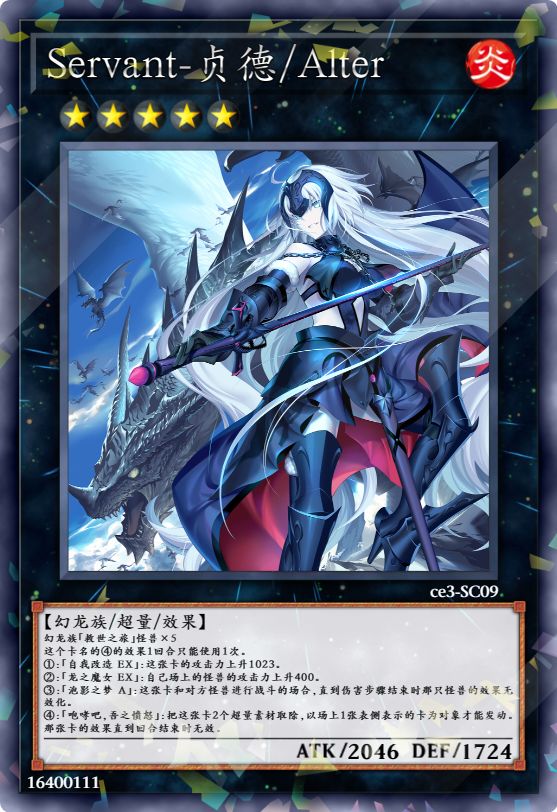 Servant-贞德/Alter
炎
ce3-SC09
【幻龙族/超量/效果】
幻龙族「救世之旅」怪兽×5
这个卡名的④的效果1回合只能使用1次。
①:「自我改造 EX」:这张卡的攻击力上升1023。
②:「龙之魔女 EX」:自己场上的怪兽的攻击力上升400。
③:「泡影之梦 A」:这张卡和对方怪兽进行战斗的场合,直到伤害步骤结束时那只怪兽的效果无
效化。
④:「咆哮吧,吾之愤怒」:把这张卡2个超量素材取除,以场上1张表侧表示的卡为对象才能发动。
那张卡的效果直到回合结束时无效。
ATK/2046 DEF/1724
16400111